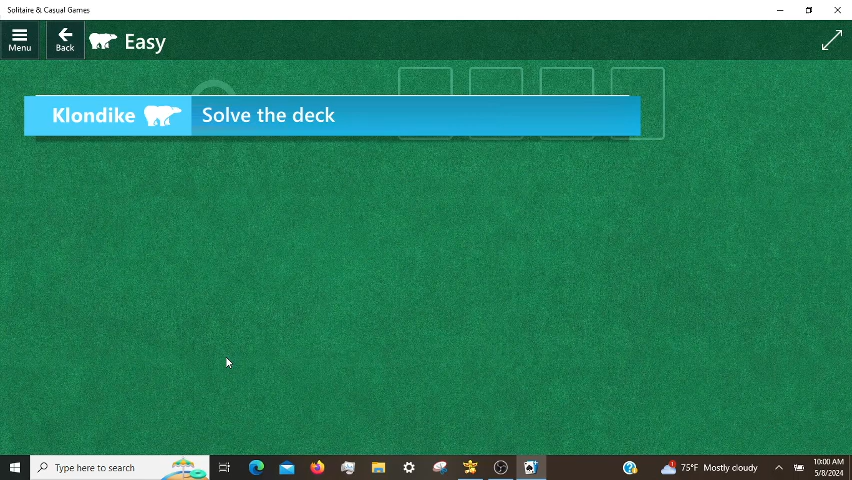 Solitaire & Casual Games
Menu
Back
Easy
Klondike
Solve the deck
Type here to search
75°F Mostly cloudy
10:00 AM
5/8/2024